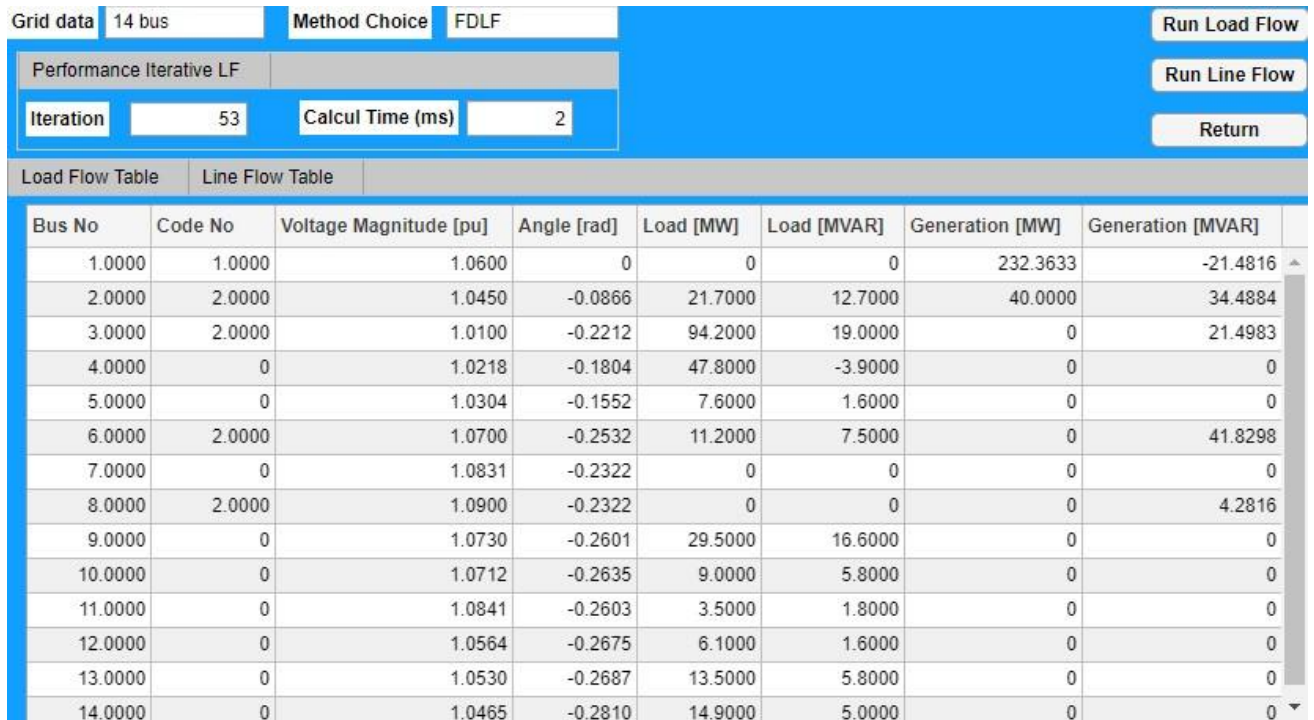 Grid data 14 bus Method Choice FDLF Run Load Flow
Performance Iterative LF Run Line Flow
Iteration 53 Calcul Time (ms) 2 Return
Load Flow Table Line Flow Table
Bus No Code No Voltage Magnitude [pu] Angle [rad] Load [MW] Load [MVAR] Generation [MW] Generation [MVAR]
1.0000 1.0000 1.0600 0 0 0 232.3633 -21.4816
2.0000 2.0000 1.0450 -0.0866 21.7000 12.7000 40.0000 34.4884
3.0000 2.0000 1.0100 -0.2212 94.2000 19.0000 0 21.4983
4.0000 0 1.0218 -0.1804 47.8000 -3.9000 0 0
5.0000 0 1.0304 -0.1552 7.6000 1.6000 0 0
6.0000 2.0000 1.0700 -0.2532 11.2000 7.5000 0 41.8298
7.0000 0 1.0831 -0.2322 0 0 0 0
8.0000 2.0000 1.0900 -0.2322 0 0 0 4.2816
9.0000 0 1.0730 -0.2601 29.5000 16.6000 0 0
10.0000 0 1.0712 -0.2635 9.0000 5.8000 0 0
11.0000 0 1.0841 -0.2603 3.5000 1.8000 0 0
12.0000 0 1.0564 -0.2675 6.1000 1.6000 0 0
13.0000 0 1.0530 -0.2687 13.5000 5.8000 0 0
14.0000 0 1.0465 -0.2810 14.9000 5.0000 0 0